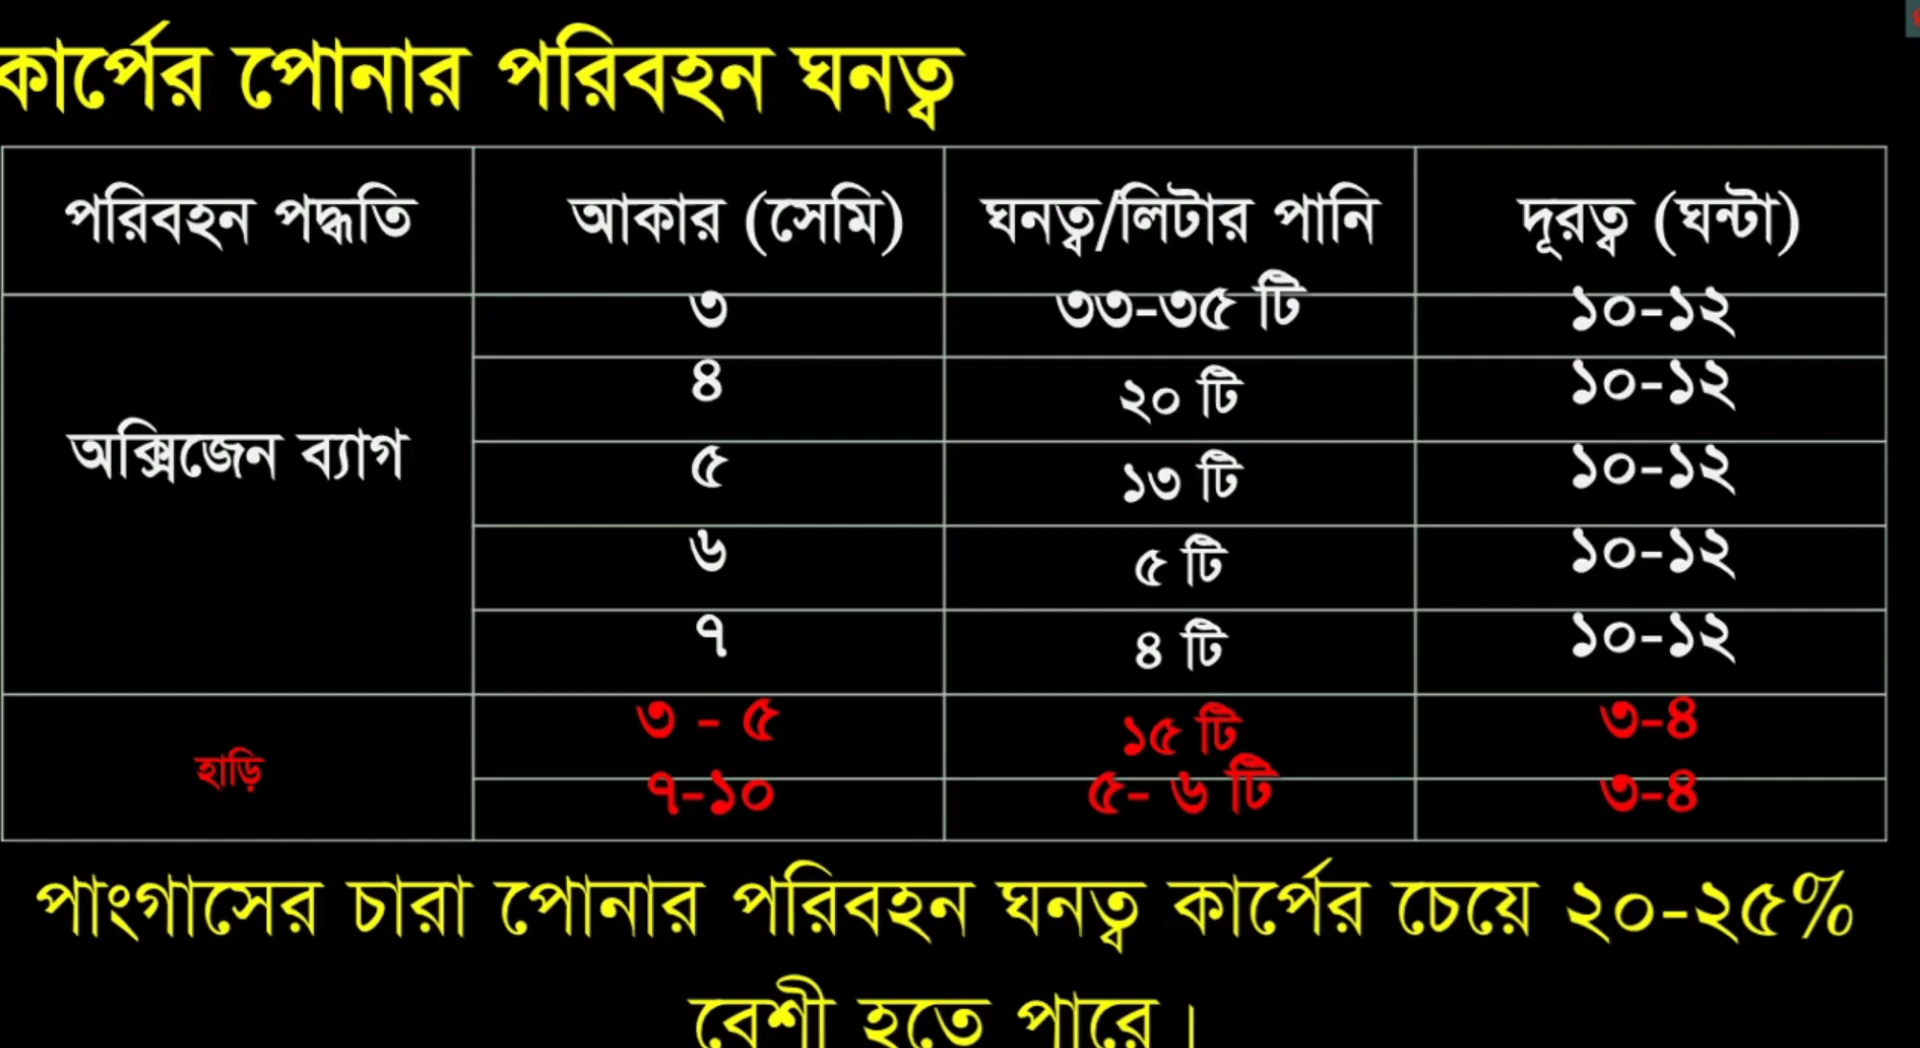 কার্পের পোনার পরিবহন ঘনত্ব
পরিবহন পদ্ধতি আকার (সেমি) ঘনত্ব/লিটার পানি দূরত্ব (ঘন্টা)
৩ ৩৩-৩৫ টি ১০-১২
৪ ২০ টি ১০-১২
অক্সিজেন ব্যাগ ৫ ১৩ টি ১০-১২
৬ ৫ টি ১০-১২
৭ ৪ টি ১০-১২
৩ - ৫ ১৫ টি ৩-৪
হাড়ি
৭-১০ ৫- ৬ টি ৩-৪
পাংগাসের চারা পোনার পরিবহন ঘনত্ব কার্পের চেয়ে ২০-২৫%
বেশী হতে পারে।